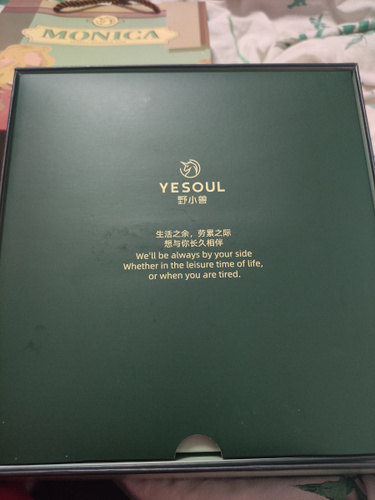 MONICA
YESOUL
野小兽
生活之余，劳累之际
想与你长久相伴
We'll be always by your side
Whether in the leisure time of life,
or when you are tired.